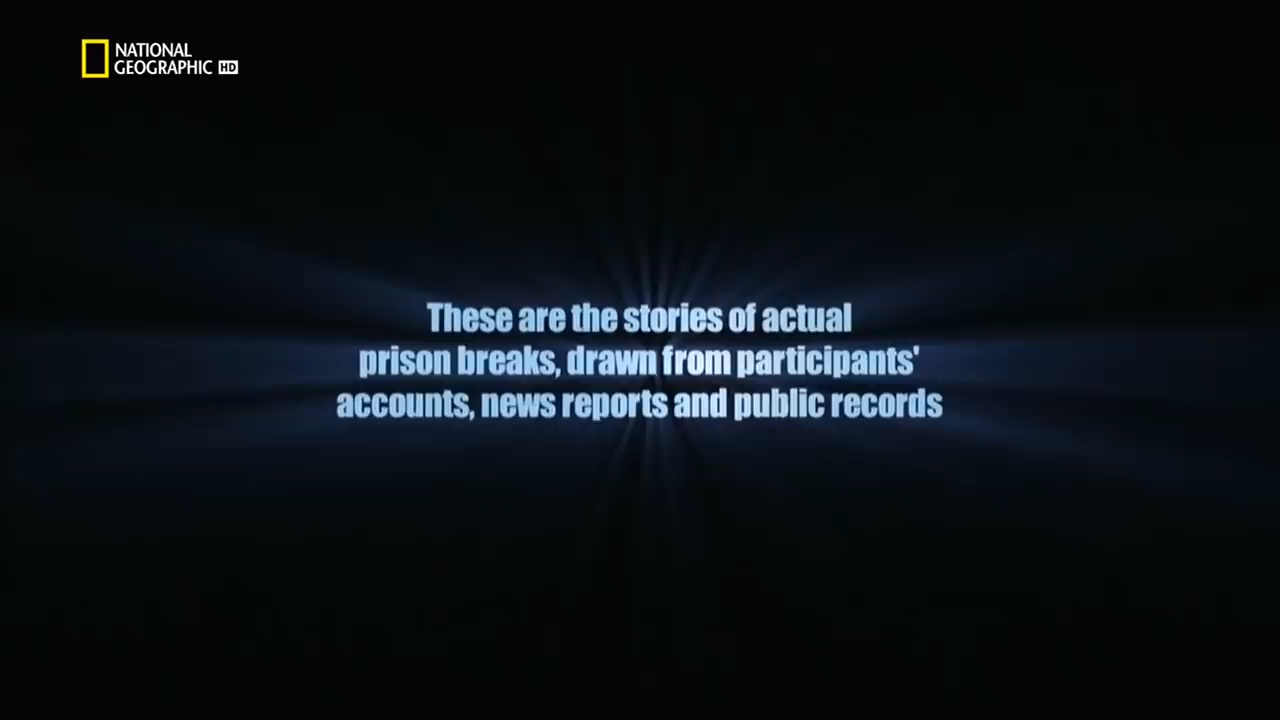 NATIONAL
GEOGRAPHIC HD
These are the stories of actual
prison breaks, drawn from participants'
accounts, news reports and public records